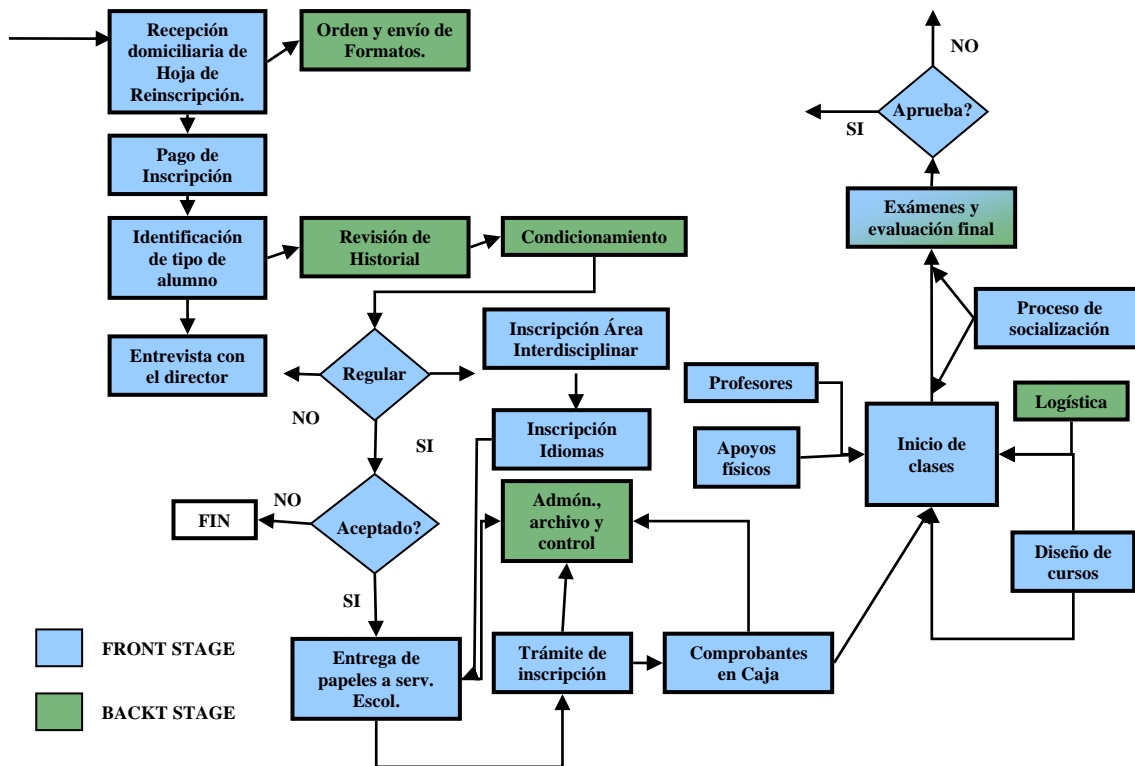 Recepción
domiciliaria de
Hoja de
Reinscripción.
Orden y envío de
Formatos.
NO
Aprueba?
SI
Pago de
Inscripción
Exámenes y
evaluación final
Identificación
de tipo de
alumno
Revisión de
Historial
Condicionamiento
Proceso de
socialización
Inscripción Área
Interdisciplinar
Entrevista con
el director
Regular
Profesores
Logística
NO
SI
Inscripción
Idiomas
Apoyos
físicos
Inicio de
clases
NO
FIN
Aceptado?
Admón.,
archivo y
control
Diseño de
cursos
SI
FRONT STAGE
Entrega de
papeles a serv.
Escol.
Trámite de
inscripción
Comprobantes
en Caja
BACKT STAGE